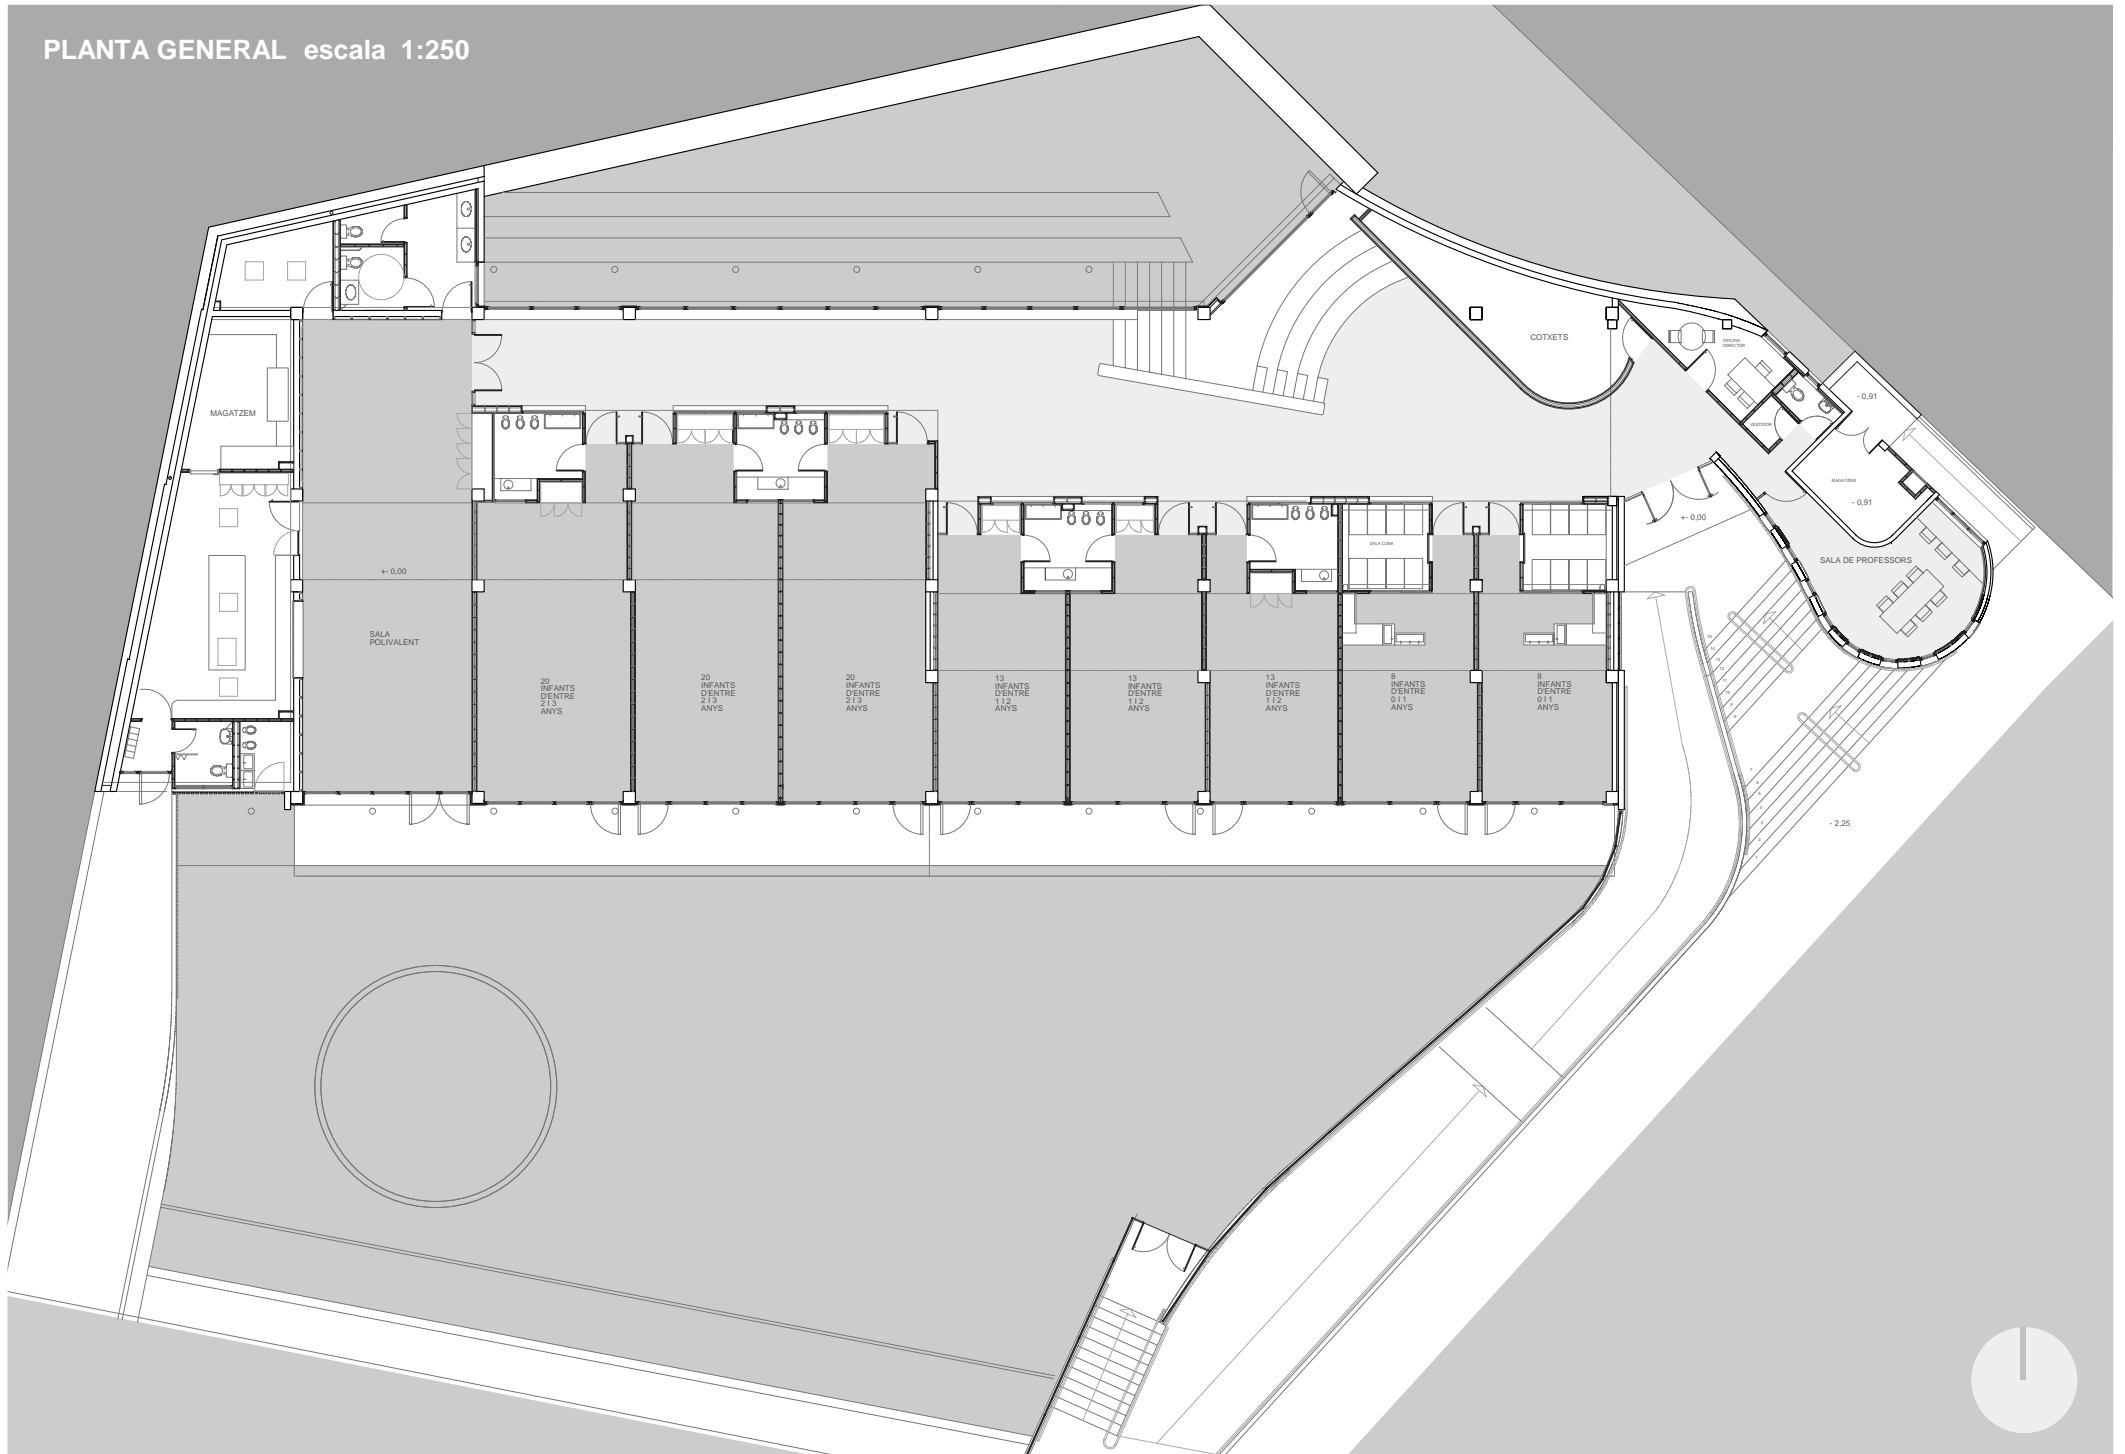 PLANTA GENERAL escala 1:250
COTXETS
OFICINA
DIRECTOR
- 0,91
MAGATZEM
VESTIDOR
MAGATZEM
- 0,91
+- 0,00
SALA CUNA
SALA DE PROFESSORS
+- 0,00
SALA
POLIVALENT
20
INFANTS
D'ENTRE
2 I 3
ANYS
20
INFANTS
D'ENTRE
2 I 3
ANYS
20
INFANTS
D'ENTRE
2 I 3
ANYS
13
INFANTS
D'ENTRE
1 I 2
ANYS
13
INFANTS
D'ENTRE
1 I 2
ANYS
13
INFANTS
D'ENTRE
1 I 2
ANYS
8
INFANTS
D'ENTRE
0 I 1
ANYS
8
INFANTS
D'ENTRE
0 I 1
ANYS
- 2,25